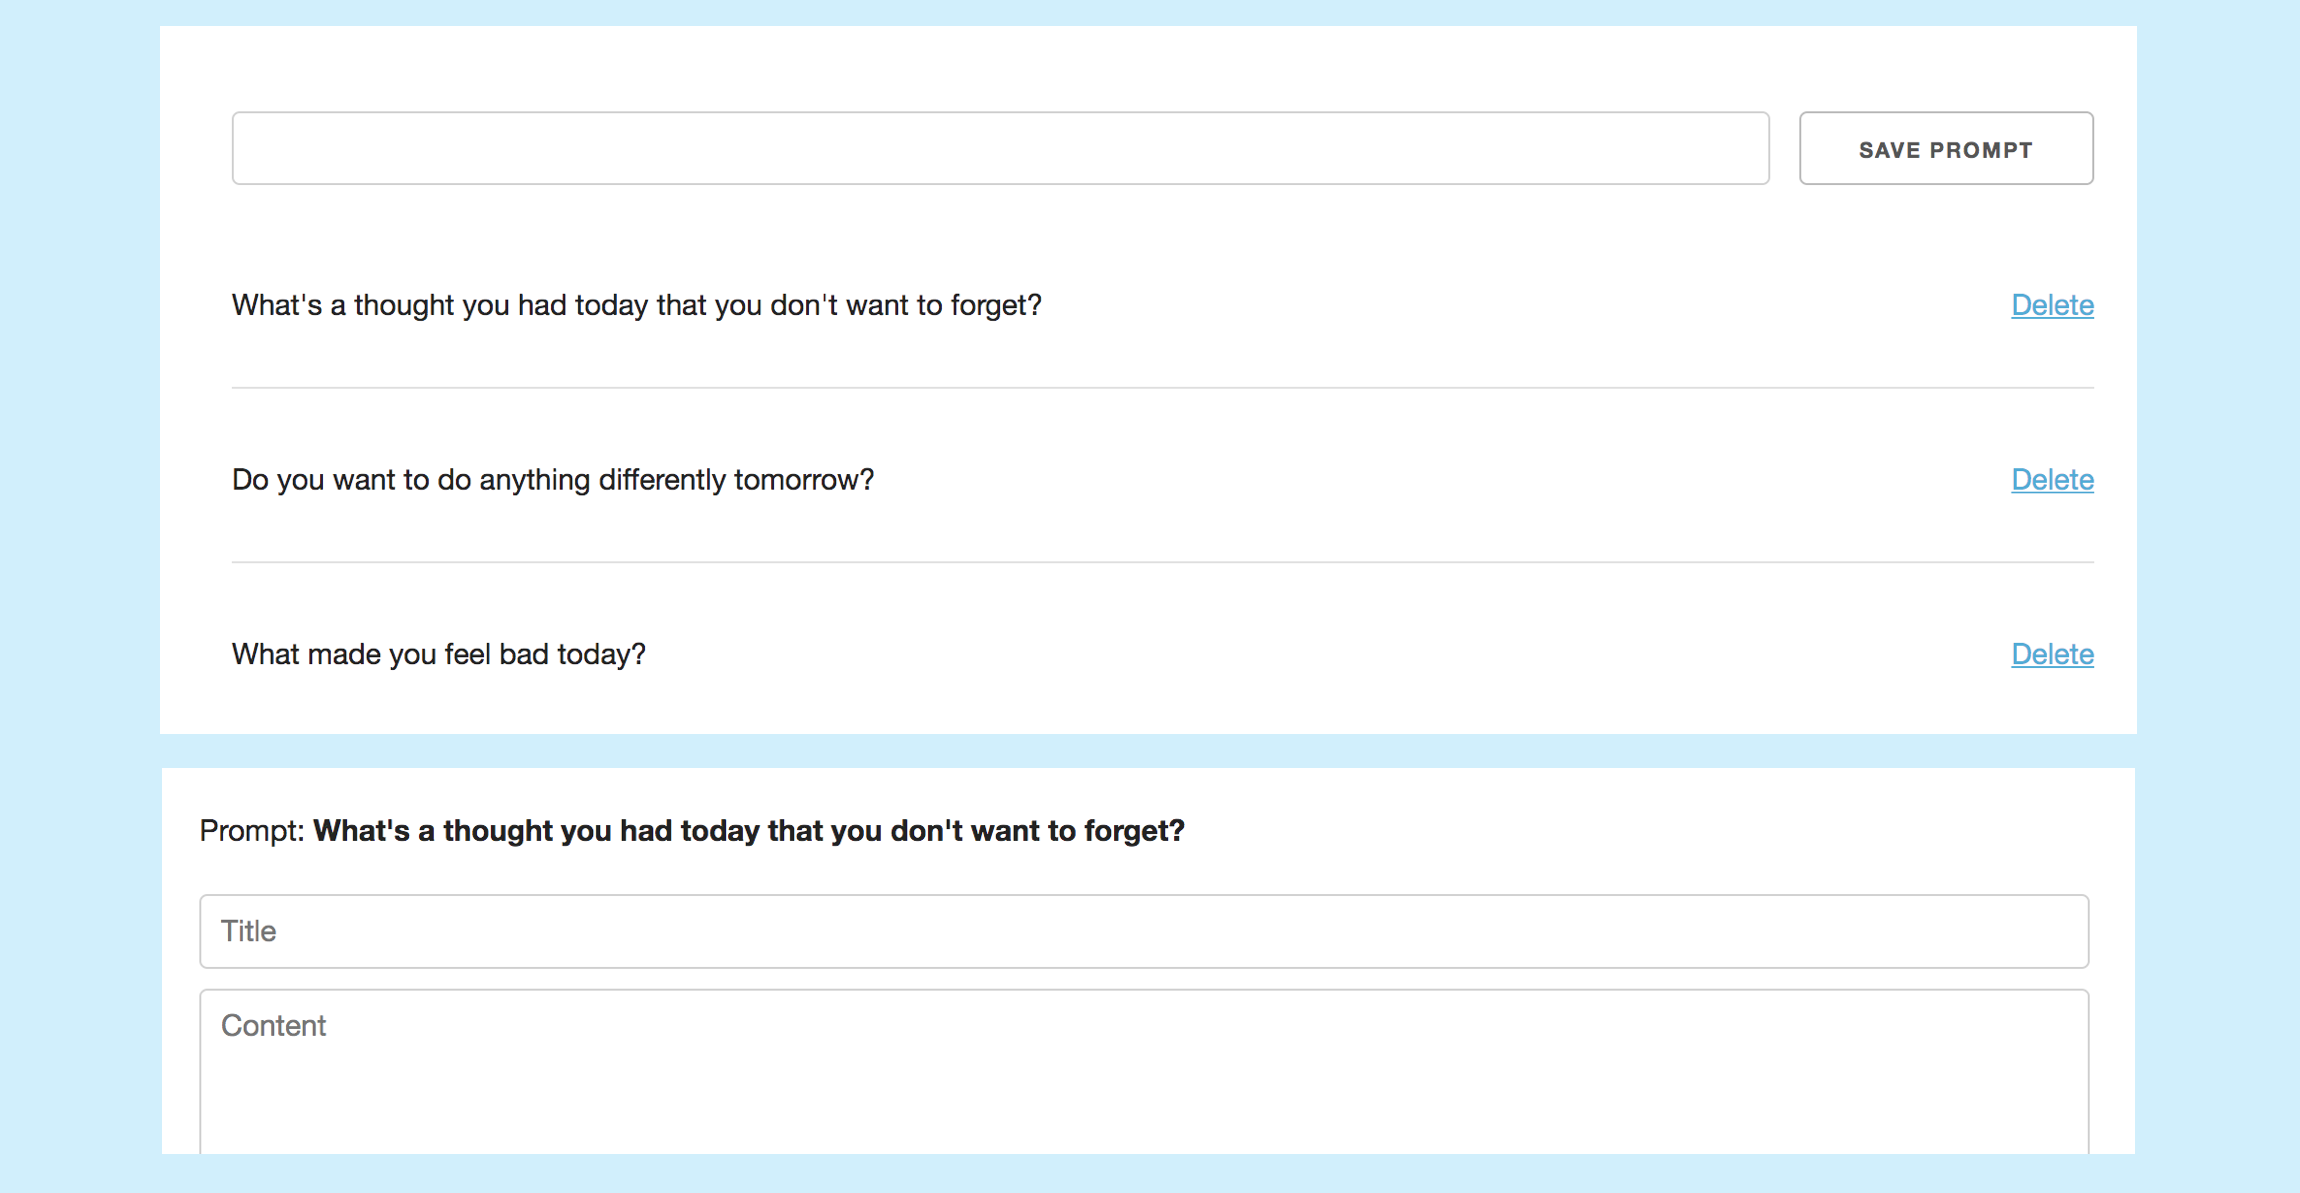 SAVE PROMPT
What's a thought you had today that you don't want to forget? Delete
Do you want to do anything differently tomorrow? Delete
What made you feel bad today? Delete
Prompt: What's a thought you had today that you don't want to forget?
Title
Content